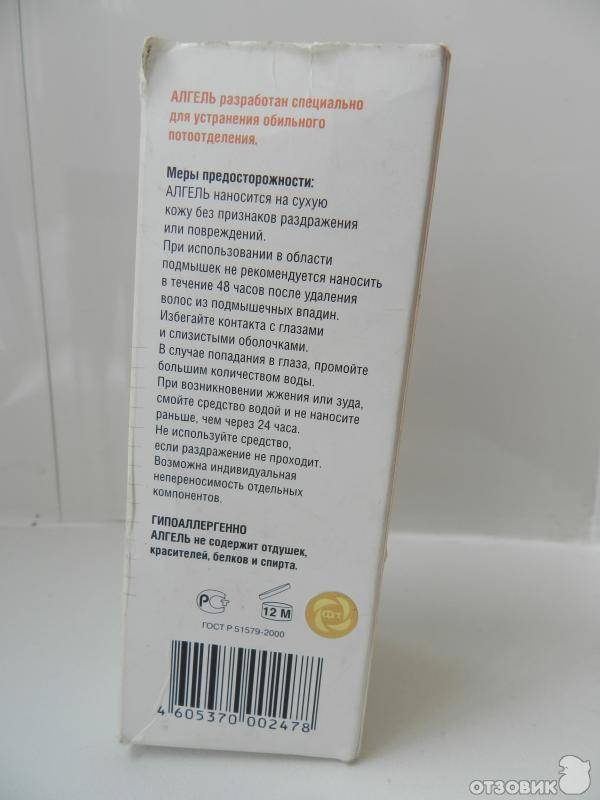 АЛГЕЛЬ разработан специально
для устранения обильного
потоотделения.
Меры предосторожности:
АЛГЕЛЬ наносится на сухую
кожу без признаков раздражения
или повреждений.
При использовании в области
подмышек не рекомендуется наносить
в течение 48 часов после удаления
волос из подмышечных впадин.
Избегайте контакта с глазами
и слизистыми оболочками.
В случае попадания в глаза, промойте
большим количеством воды.
При возникновении жжения или зуда,
смойте средство водой и не наносите
раньше, чем через 24 часа.
Не используйте средство,
если раздражение не проходит.
Возможна индивидуальная
непереносимость отдельных
компонентов.
ГИПОАЛЛЕРГЕННО
АЛГЕЛЬ не содержит отдушек,
красителей, белков и спирта.
12 М
ГОСТ Р 51579-2000
4 605370 002478
ОТЗОВИК